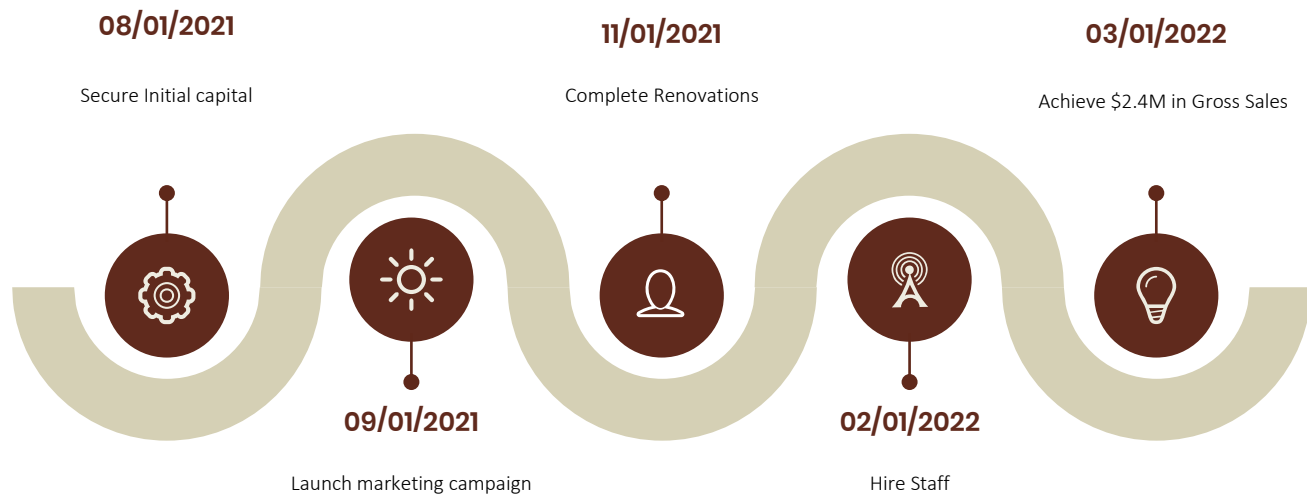 08/01/2021
Secure Initial capital
09/01/2021
Launch marketing campaign
11/01/2021
Complete Renovations
02/01/2022
Hire Staff
03/01/2022
Achieve $2.4M in Gross Sales